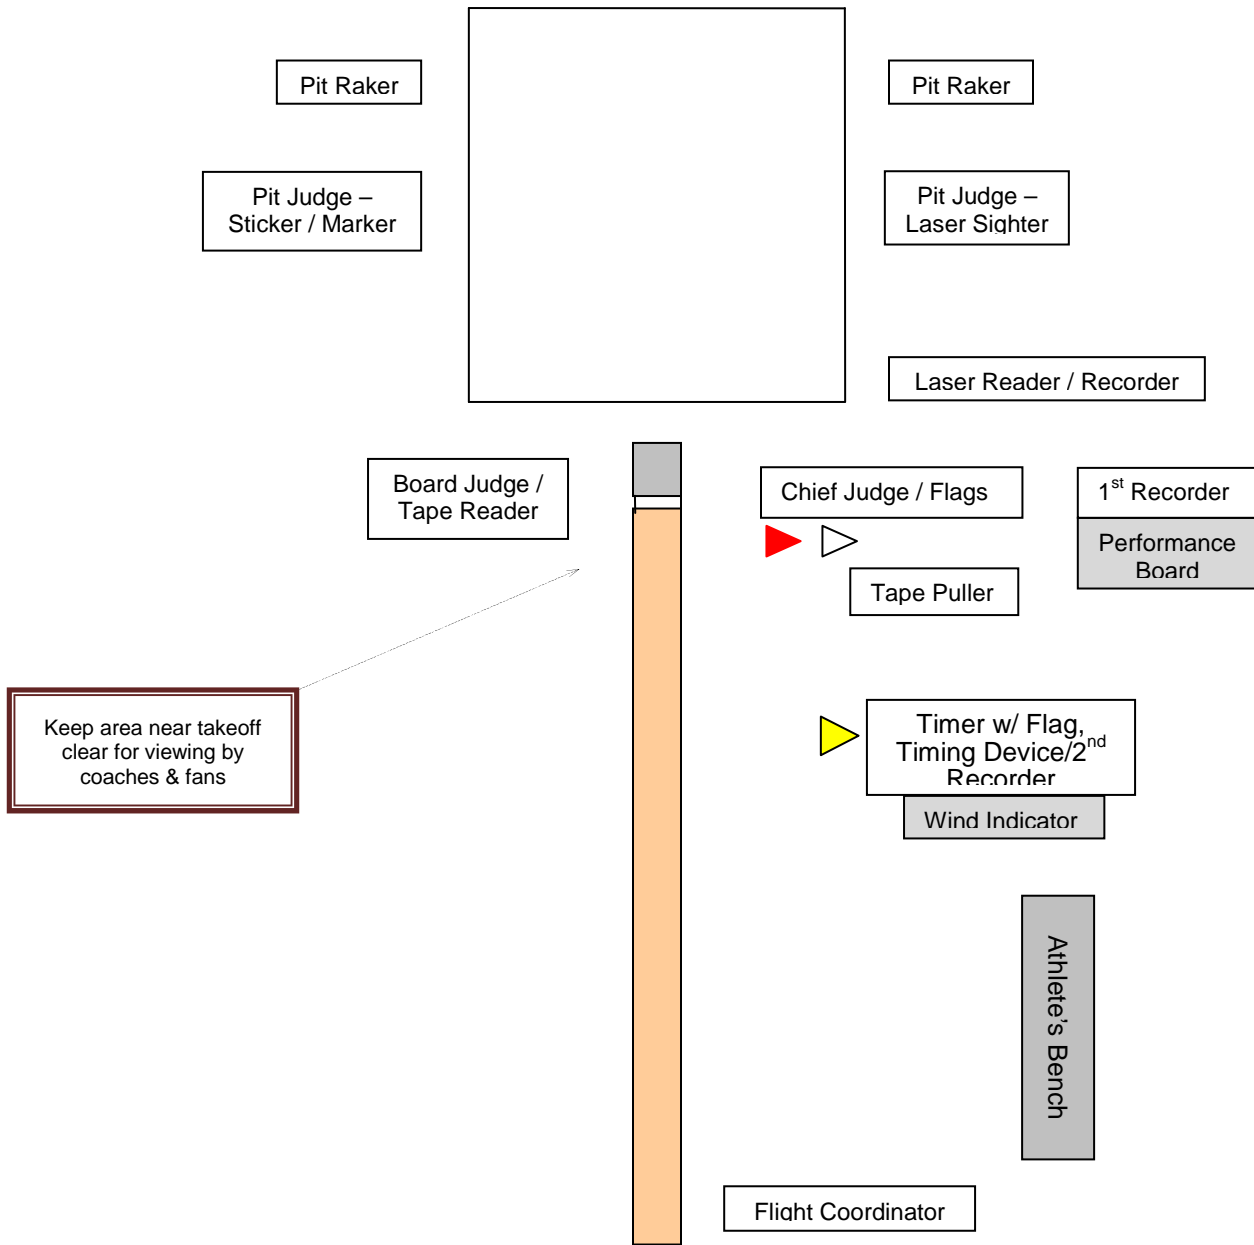 Pit Raker
Pit Raker
Pit Judge –
Sticker / Marker
Pit Judge –
Laser Sighter
Laser Reader / Recorder
Board Judge /
Tape Reader
Chief Judge / Flags
1st Recorder
Performance
Board
Tape Puller
Keep area near takeoff
clear for viewing by
coaches & fans
Timer w/ Flag,
Timing Device/2nd
Recorder
Wind Indicator
Athlete’s Bench
Flight Coordinator